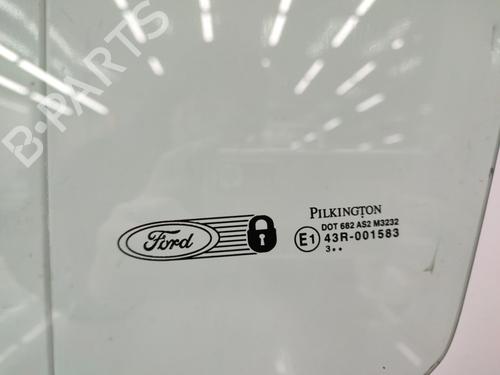 B-PARTS
PILKINGTON
DOT 682 AS2 M3232
Ford
E1 43R-001583
3••